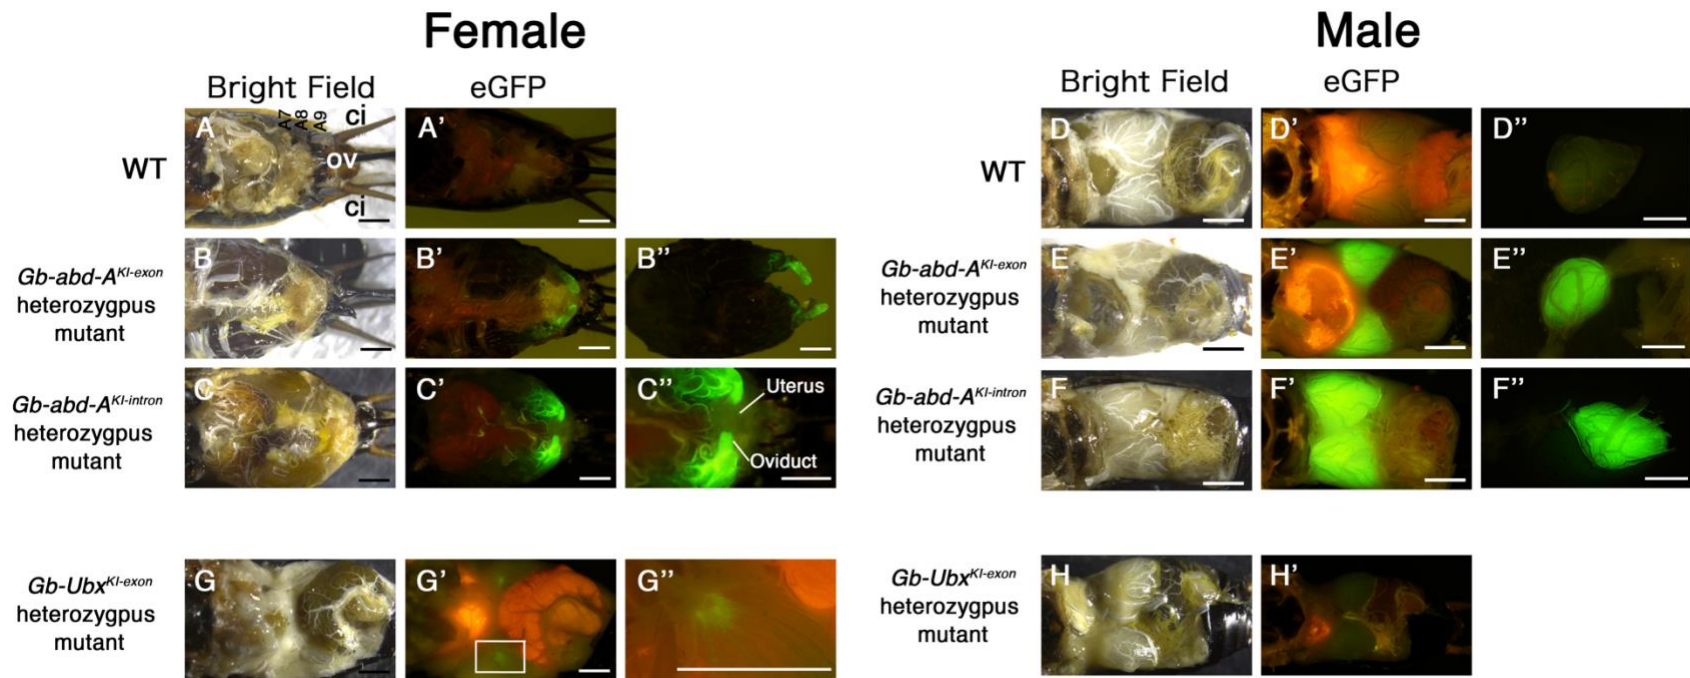 Female
Male
Bright Field
eGFP
Bright Field
eGFP
WT
A
A7
A8
A9
ci
ov
ci
A'
WT
D
D'
D''
Gb-abd-A^KI-exon
heterozygpus
mutant
B
B'
B''
Gb-abd-A^KI-exon
heterozygpus
mutant
E
E'
E''
Gb-abd-A^KI-intron
heterozygpus
mutant
C
C'
C''
Uterus
Oviduct
Gb-abd-A^KI-intron
heterozygpus
mutant
F
F'
F''
Gb-Ubx^KI-exon
heterozygpus
mutant
G
G'
G''
Gb-Ubx^KI-exon
heterozygpus
mutant
H
H'